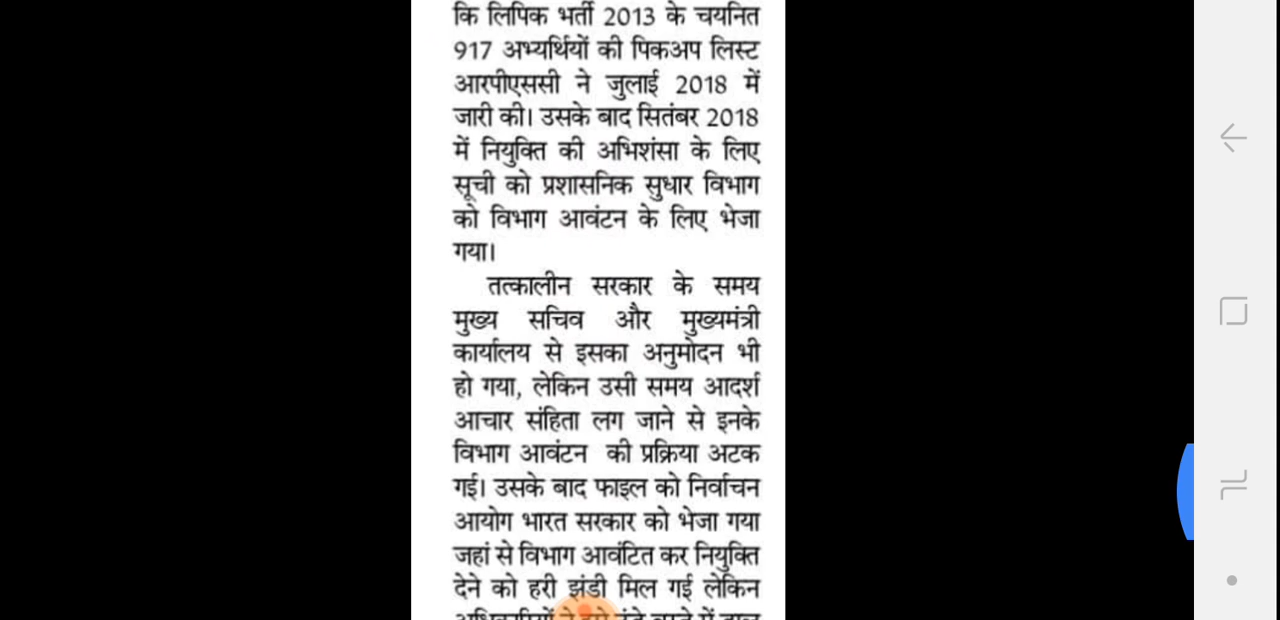 कि लिपिक भर्ती 2013 के चयनित
917 अभ्यर्थियों की पिकअप लिस्ट
आरपीएससी ने जुलाई 2018 में
जारी की। उसके बाद सितंबर 2018
में नियुक्ति की अभिशंसा के लिए
सूची को प्रशासनिक सुधार विभाग
को विभाग आवंटन के लिए भेजा
गया।
तत्कालीन सरकार के समय
मुख्य सचिव और मुख्यमंत्री
कार्यालय से इसका अनुमोदन भी
हो गया, लेकिन उसी समय आदर्श
आचार संहिता लग जाने से इनके
विभाग आवंटन की प्रक्रिया अटक
गई। उसके बाद फाइल को निर्वाचन
आयोग भारत सरकार को भेजा गया
जहां से विभाग आवंटित कर नियुक्ति
देने को हरी झंडी मिल गई लेकिन